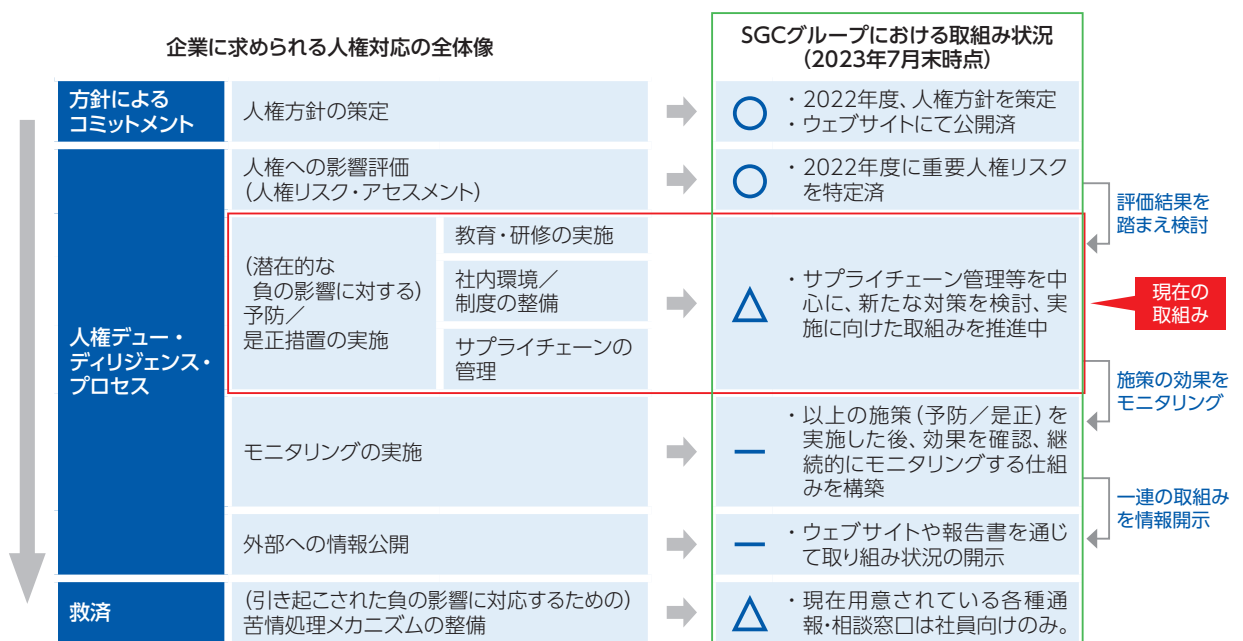 企業に求められる人権対応の全体像
SGCグループにおける取組み状況
（2023年7月末時点）
方針による
コミットメント
人権方針の策定
○
・2022年度、人権方針を策定
・ウェブサイトにて公開済
人権デュー・
ディリジェンス・
プロセス
人権への影響評価
（人権リスク・アセスメント）
○
・2022年度に重要人権リスク
を特定済
評価結果を
踏まえ検討
（潜在的な
負の影響に対する）
予防／
是正措置の実施
教育・研修の実施
社内環境／
制度の整備
サプライチェーンの
管理
△
・サプライチェーン管理等を中
心に、新たな対策を検討、実
施に向けた取組みを推進中
現在の
取組み
施策の効果を
モニタリング
モニタリングの実施
―
・以上の施策（予防／是正）を
実施した後、効果を確認、継
続的にモニタリングする仕組
みを構築
一連の取組み
を情報開示
外部への情報公開
―
・ウェブサイトや報告書を通じ
て取り組み状況の開示
救済
（引き起こされた負の影響に対応するための）
苦情処理メカニズムの整備
△
・現在用意されている各種通
報・相談窓口は社員向けのみ。